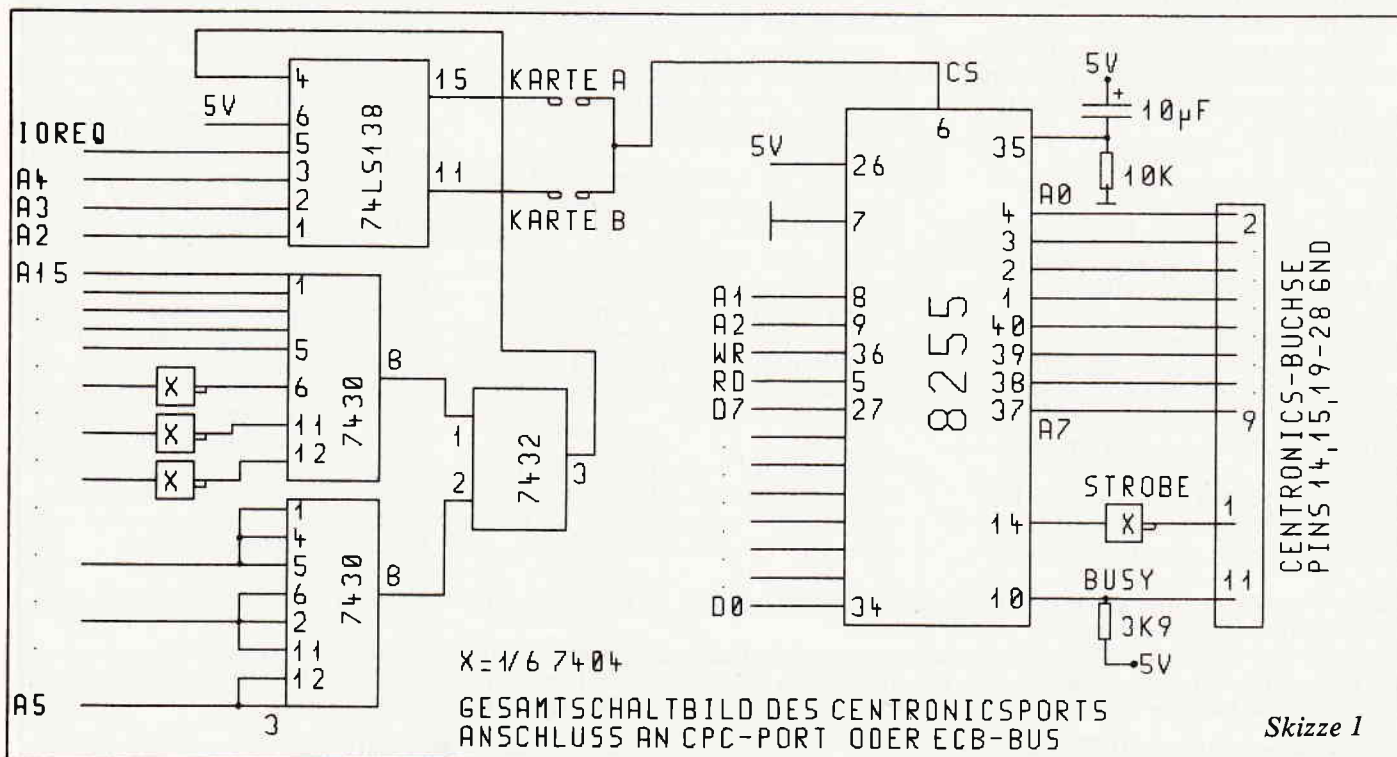 4
6
5
3
2
1
74LS138
15
11
5V
IOREQ
A4
A3
A2
A15
KARTE A
KARTE B
1
5
6
11
12
7430
8
X
X
X
1
4
5
6
2
11
12
7430
8
A5
3
1
2
3
7432
X=1/6 7404
CS
6
5V
26
7
A1
8
A2
9
WR
36
RD
5
D7
27
D0
34
8255
35
5V
+
10µF
10K
A0
4
3
2
1
40
39
38
37
A7
2
9
STROBE
14
X
1
BUSY
10
11
3K9
5V
CENTRONICS-BUCHSE
PINS 14,15,19-28 GND
GESAMTSCHALTBILD DES CENTRONICSPORTS
ANSCHLUSS AN CPC-PORT ODER ECB-BUS
Skizze 1